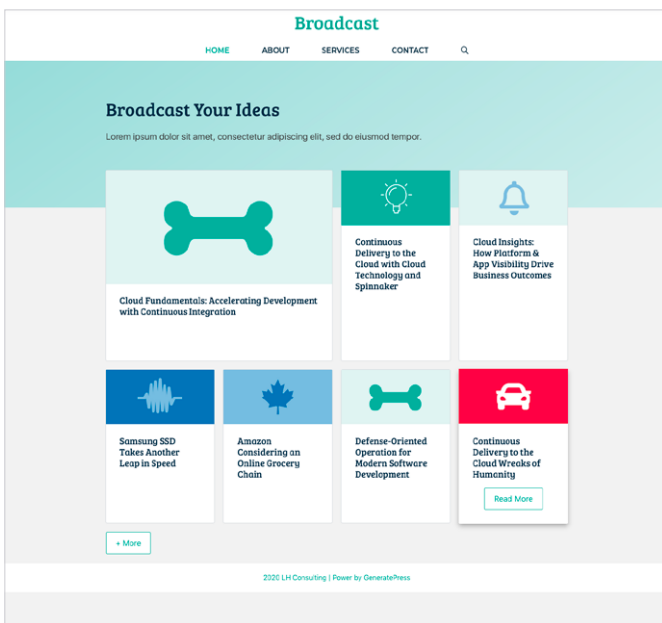 Broadcast
HOME ABOUT SERVICES CONTACT
Broadcast Your Ideas
Lorem ipsum dolor sit amet, consectetur adipiscing elit, sed do eiusmod tempor.
Cloud Fundamentals: Accelerating Development
with Continuous Integration
Continuous
Delivery to the
Cloud with Cloud
Technology and
Spinnaker
Cloud Insights:
How Platform &
App Visibility Drive
Business Outcomes
Samsung SSD
Takes Another
Leap in Speed
Amazon
Considering an
Online Grocery
Chain
Defense-Oriented
Operation for
Modern Software
Development
Continuous
Delivery to the
Cloud Wreaks of
Humanity
Read More
+ More
2020 LH Consulting | Power by GeneratePress